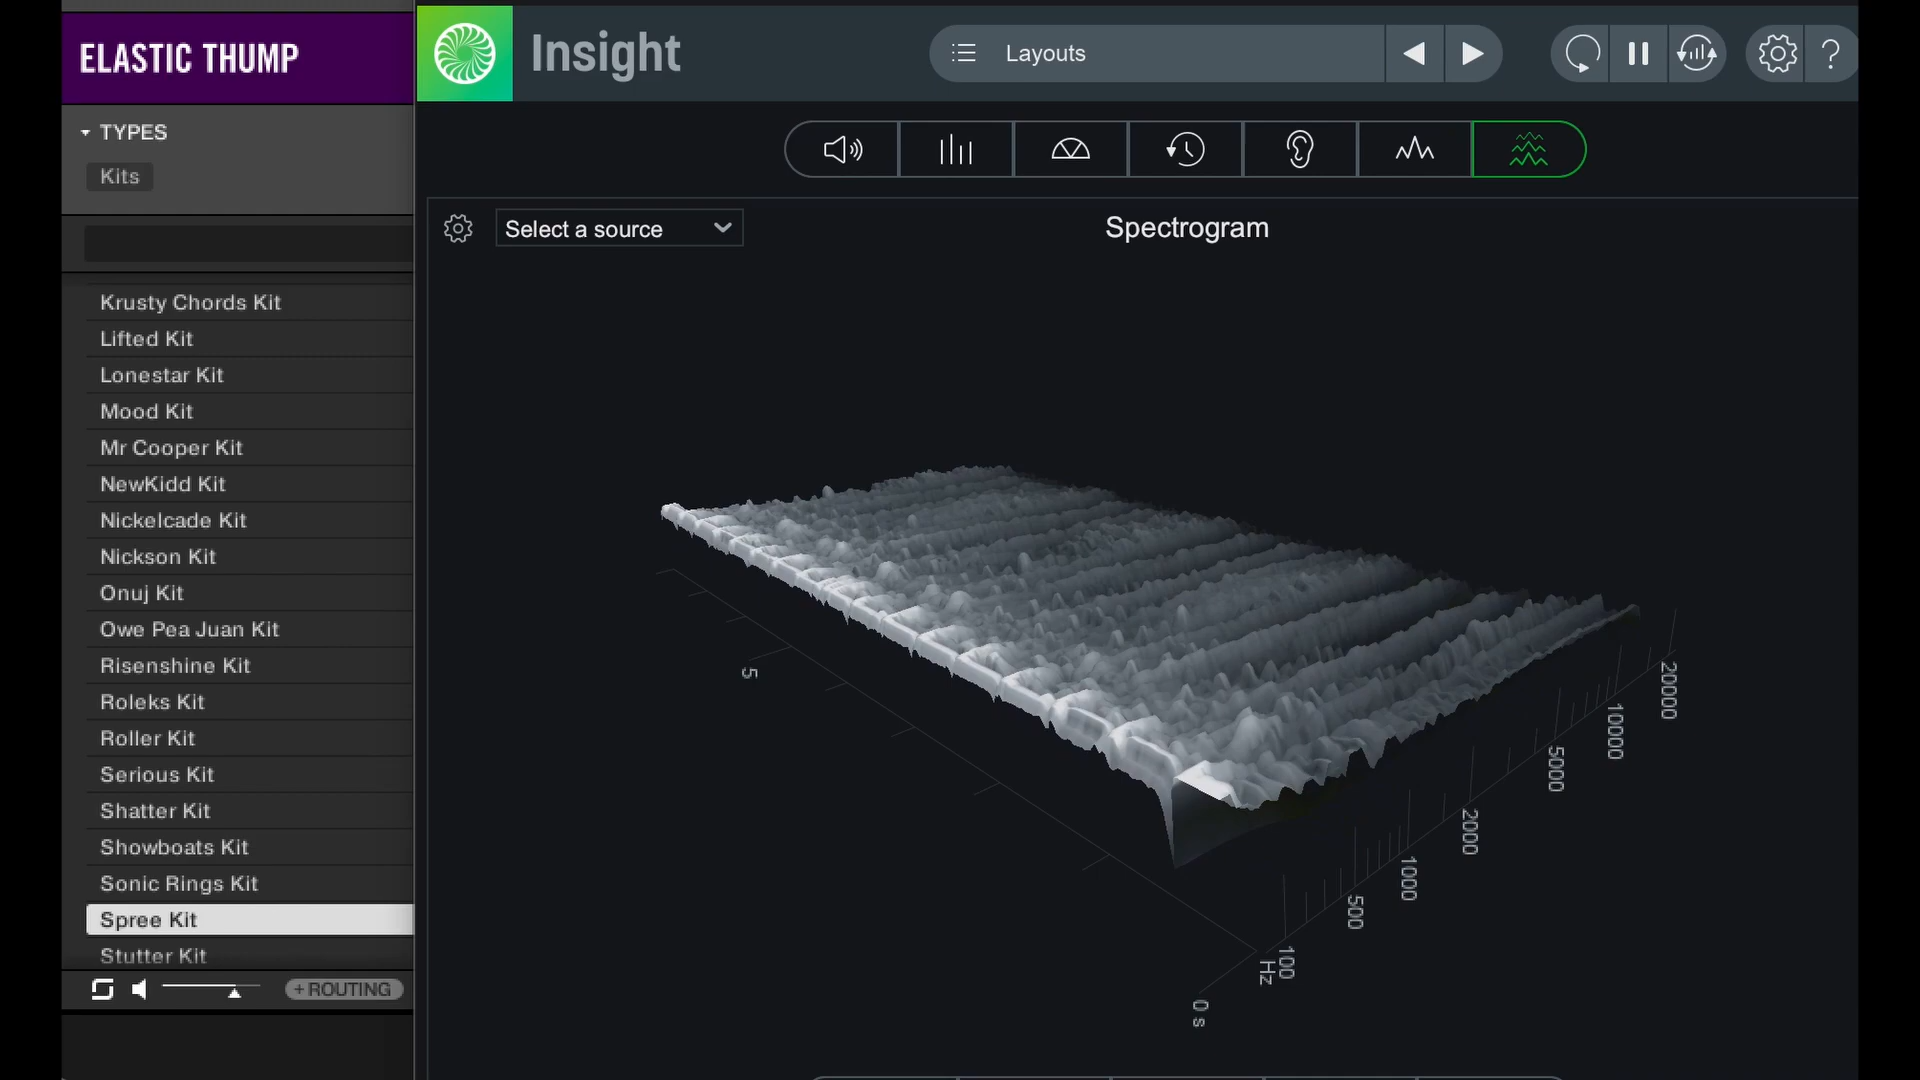 ELASTIC THUMP
TYPES
Kits
Krusty Chords Kit
Lifted Kit
Lonestar Kit
Mood Kit
Mr Cooper Kit
NewKidd Kit
Nickelcade Kit
Nickson Kit
Onuj Kit
Owe Pea Juan Kit
Risenshine Kit
Roleks Kit
Roller Kit
Serious Kit
Shatter Kit
Showboats Kit
Sonic Rings Kit
Spree Kit
Stutter Kit
+ ROUTING
Insight
Layouts
?
Select a source
Spectrogram
5
20000
10000
5000
2000
1000
500
100
Hz
0 s